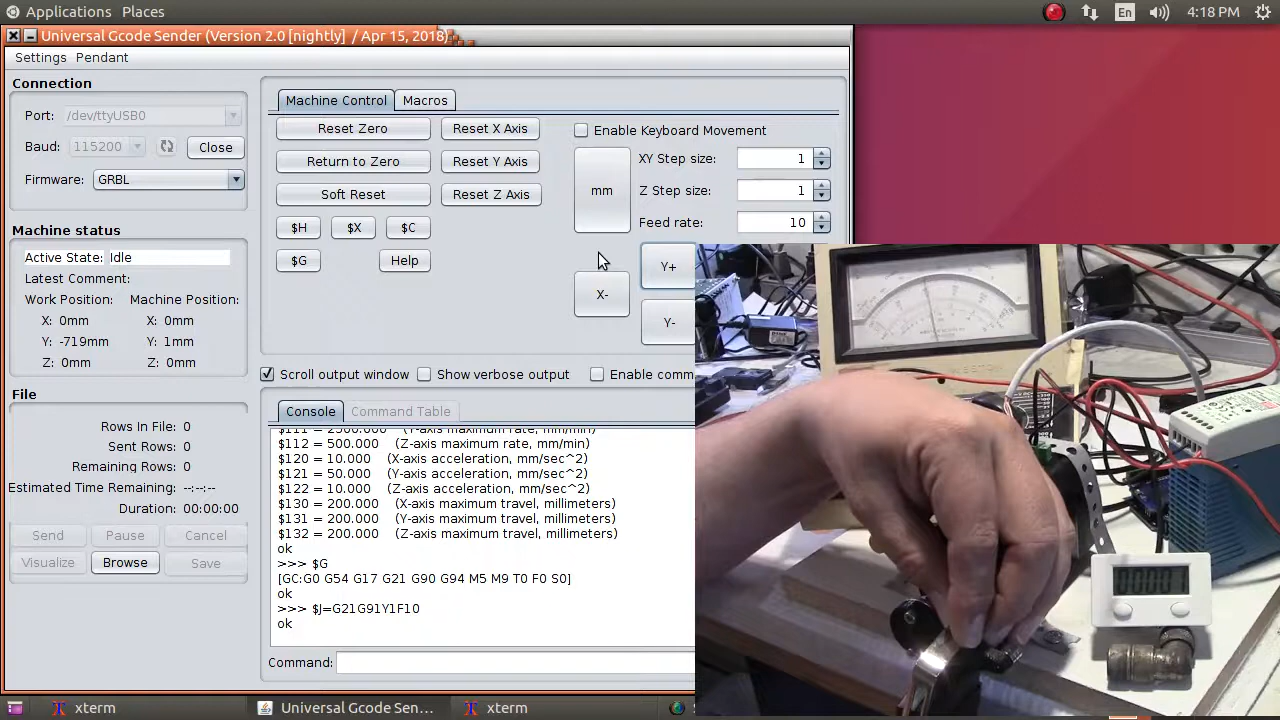 Applications Places En 4:18 PM
Universal Gcode Sender (Version 2.0 [nightly] / Apr 15, 2018)
Settings Pendant
Connection
Port: /dev/ttyUSB0
Baud: 115200 Close
Firmware: GRBL
Machine status
Active State: Idle
Latest Comment:
Work Position: Machine Position:
X: 0mm X: 0mm
Y: -719mm Y: 1mm
Z: 0mm Z: 0mm
File
Rows In File: 0
Sent Rows: 0
Remaining Rows: 0
Estimated Time Remaining: --:--:--
Duration: 00:00:00
Send Pause Cancel
Visualize Browse Save
Machine Control Macros
Reset Zero Reset X Axis
Return to Zero Reset Y Axis
Soft Reset Reset Z Axis
$H $X $C
$G Help
Enable Keyboard Movement
mm
XY Step size: 1
Z Step size: 1
Feed rate: 10
Y+
X-
Y-
Scroll output window Show verbose output Enable comm
Console Command Table
$112 = 500.000 (Z-axis maximum rate, mm/min)
$120 = 10.000 (X-axis acceleration, mm/sec^2)
$121 = 50.000 (Y-axis acceleration, mm/sec^2)
$122 = 10.000 (Z-axis acceleration, mm/sec^2)
$130 = 200.000 (X-axis maximum travel, millimeters)
$131 = 200.000 (Y-axis maximum travel, millimeters)
$132 = 200.000 (Z-axis maximum travel, millimeters)
ok
>>> $G
[GC:G0 G54 G17 G21 G90 G94 M5 M9 T0 F0 S0]
ok
>>> $J=G21G91Y1F10
ok
Command:
xterm Universal Gcode Sen... xterm